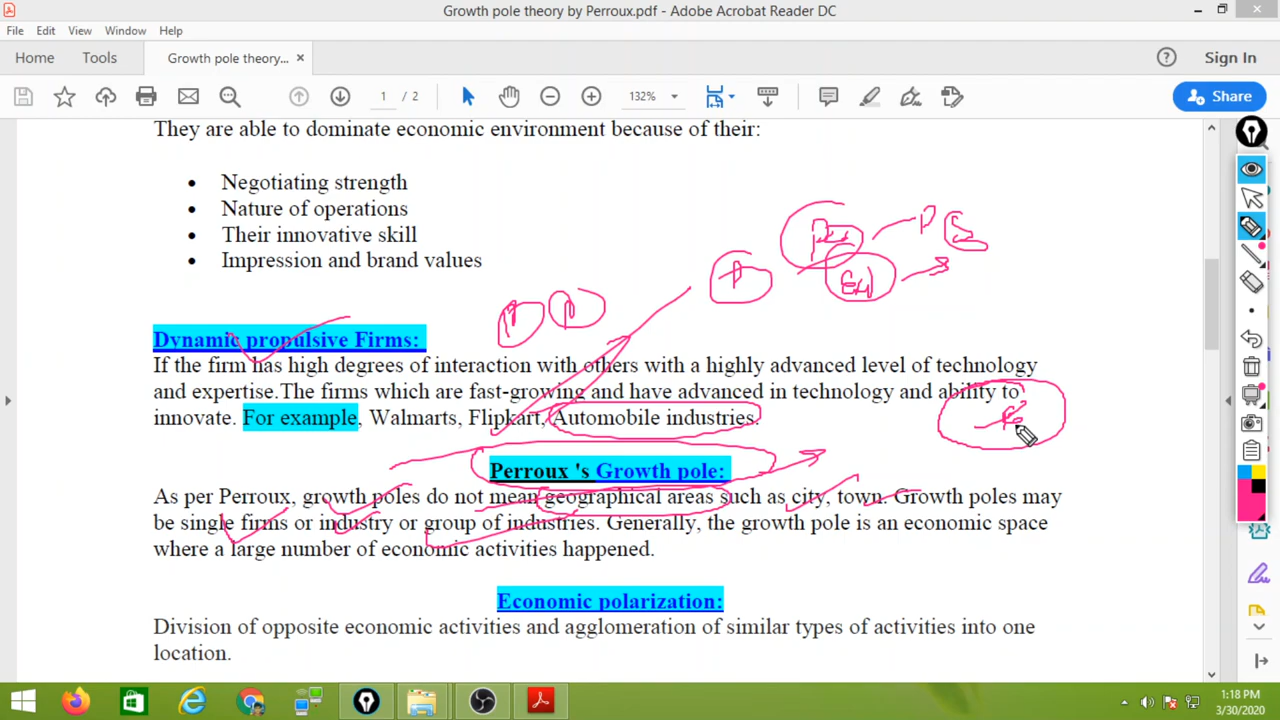 Growth pole theory by Perroux.pdf - Adobe Acrobat Reader DC
File Edit View Window Help
Home Tools Growth pole theory... × Sign In
1 / 2 132% Share
They are able to dominate economic environment because of their:
• Negotiating strength
• Nature of operations
• Their innovative skill
• Impression and brand values
Dynamic propulsive Firms:
If the firm has high degrees of interaction with others with a highly advanced level of technology
and expertise.The firms which are fast-growing and have advanced in technology and ability to
innovate. For example, Walmarts, Flipkart, Automobile industries.
Perroux 's Growth pole:
As per Perroux, growth poles do not mean geographical areas such as city, town. Growth poles may
be single firms or industry or group of industries. Generally, the growth pole is an economic space
where a large number of economic activities happened.
Economic polarization:
Division of opposite economic activities and agglomeration of similar types of activities into one
location.
1:18 PM
3/30/2020